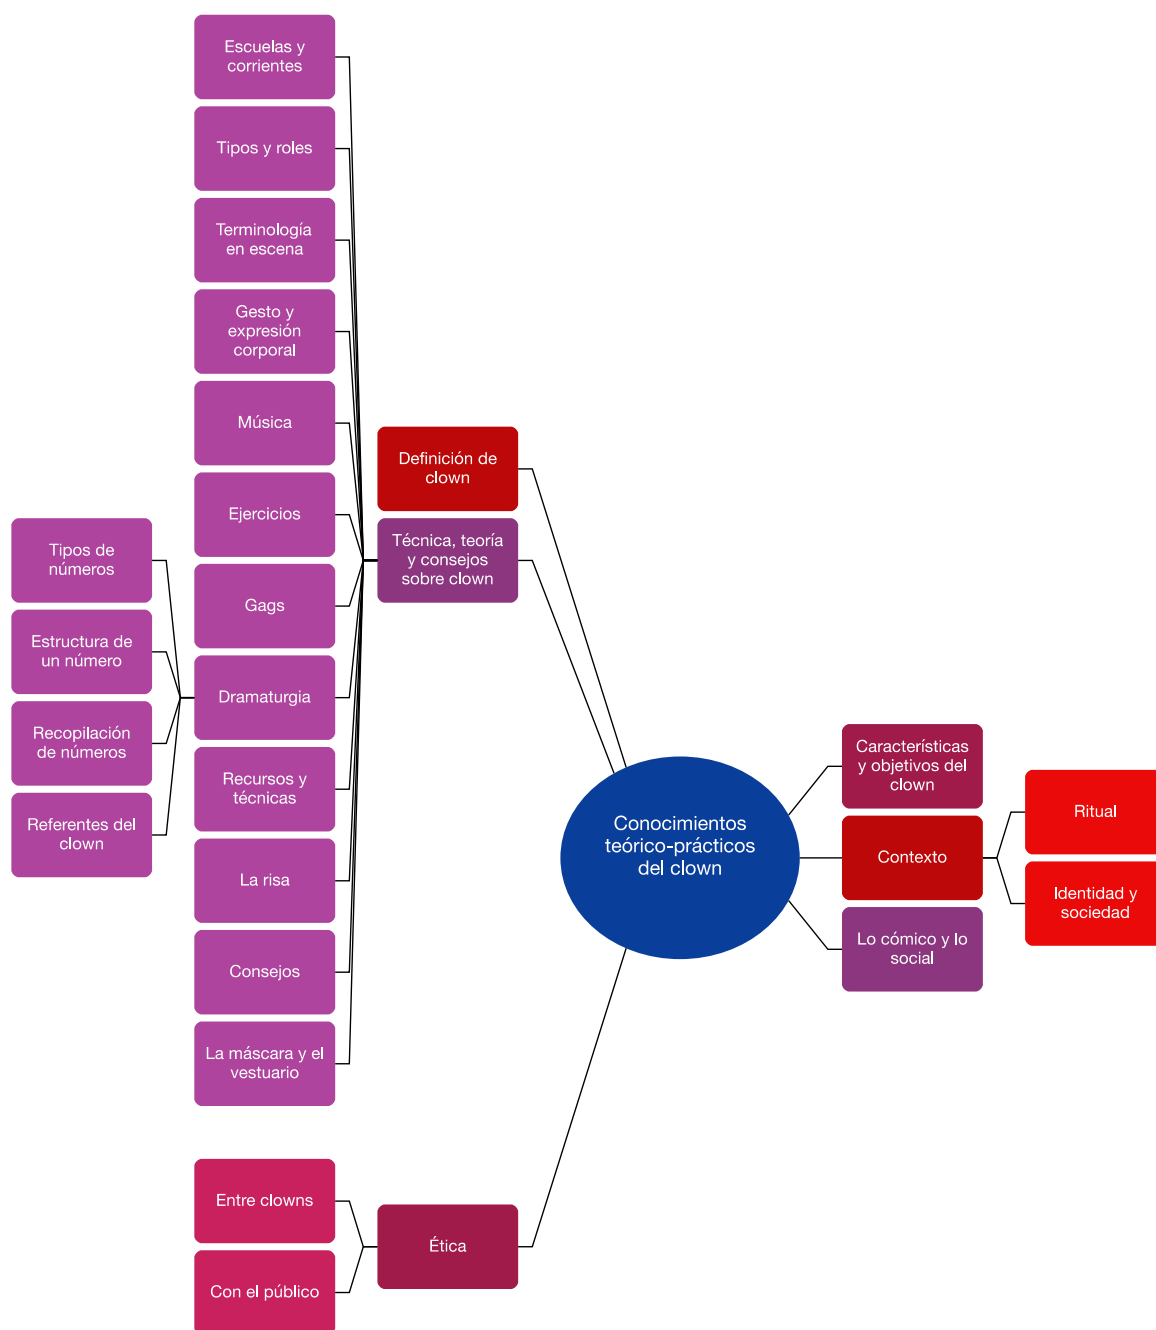 Escuelas y
corrientes
Tipos y roles
Terminología
en escena
Gesto y
expresión
corporal
Música
Ejercicios
Gags
Dramaturgia
Recursos y
técnicas
La risa
Consejos
La máscara y el
vestuario
Tipos de
números
Estructura de
un número
Recopilación
de números
Referentes del
clown
Definición de
clown
Técnica, teoría
y consejos
sobre clown
Entre clowns
Con el público
Ética
Conocimientos
teórico-prácticos
del clown
Características
y objetivos del
clown
Contexto
Lo cómico y lo
social
Ritual
Identidad y
sociedad